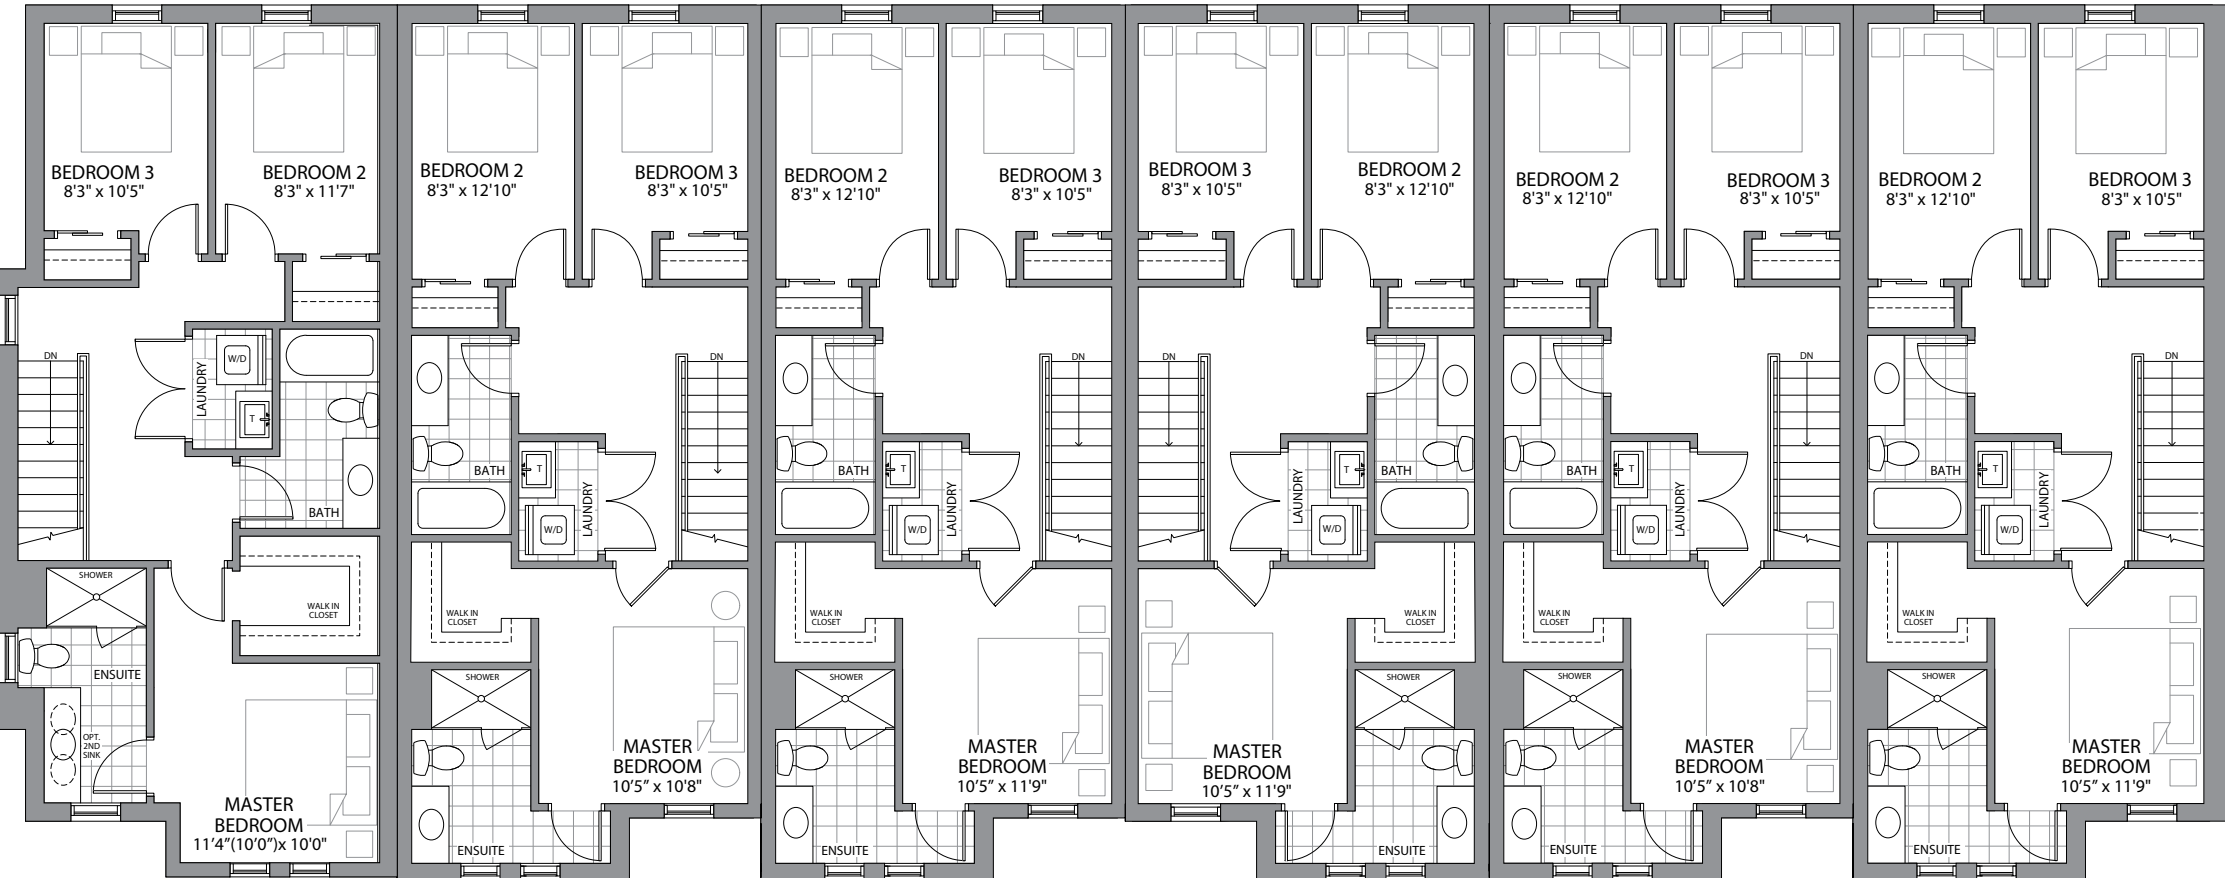 BEDROOM 3
8'3" x 10'5"
BEDROOM 2
8'3" x 11'7"
DN
LAUNDRY
W/D
T
BATH
SHOWER
WALK IN
CLOSET
ENSUITE
OPT.
2ND
SINK
MASTER
BEDROOM
11'4"(10'0")x 10'0"
BEDROOM 2
8'3" x 12'10"
BEDROOM 3
8'3" x 10'5"
DN
BATH
T
W/D
LAUNDRY
WALK IN
CLOSET
SHOWER
MASTER
BEDROOM
10'5" x 10'8"
ENSUITE
BEDROOM 2
8'3" x 12'10"
BEDROOM 3
8'3" x 10'5"
DN
BATH
T
W/D
LAUNDRY
WALK IN
CLOSET
SHOWER
MASTER
BEDROOM
10'5" x 11'9"
ENSUITE
BEDROOM 3
8'3" x 10'5"
BEDROOM 2
8'3" x 12'10"
DN
LAUNDRY
T
W/D
BATH
WALK IN
CLOSET
SHOWER
MASTER
BEDROOM
10'5" x 11'9"
ENSUITE
BEDROOM 2
8'3" x 12'10"
BEDROOM 3
8'3" x 10'5"
DN
BATH
T
W/D
LAUNDRY
WALK IN
CLOSET
SHOWER
MASTER
BEDROOM
10'5" x 10'8"
ENSUITE
BEDROOM 2
8'3" x 12'10"
BEDROOM 3
8'3" x 10'5"
DN
BATH
T
W/D
LAUNDRY
WALK IN
CLOSET
SHOWER
MASTER
BEDROOM
10'5" x 11'9"
ENSUITE